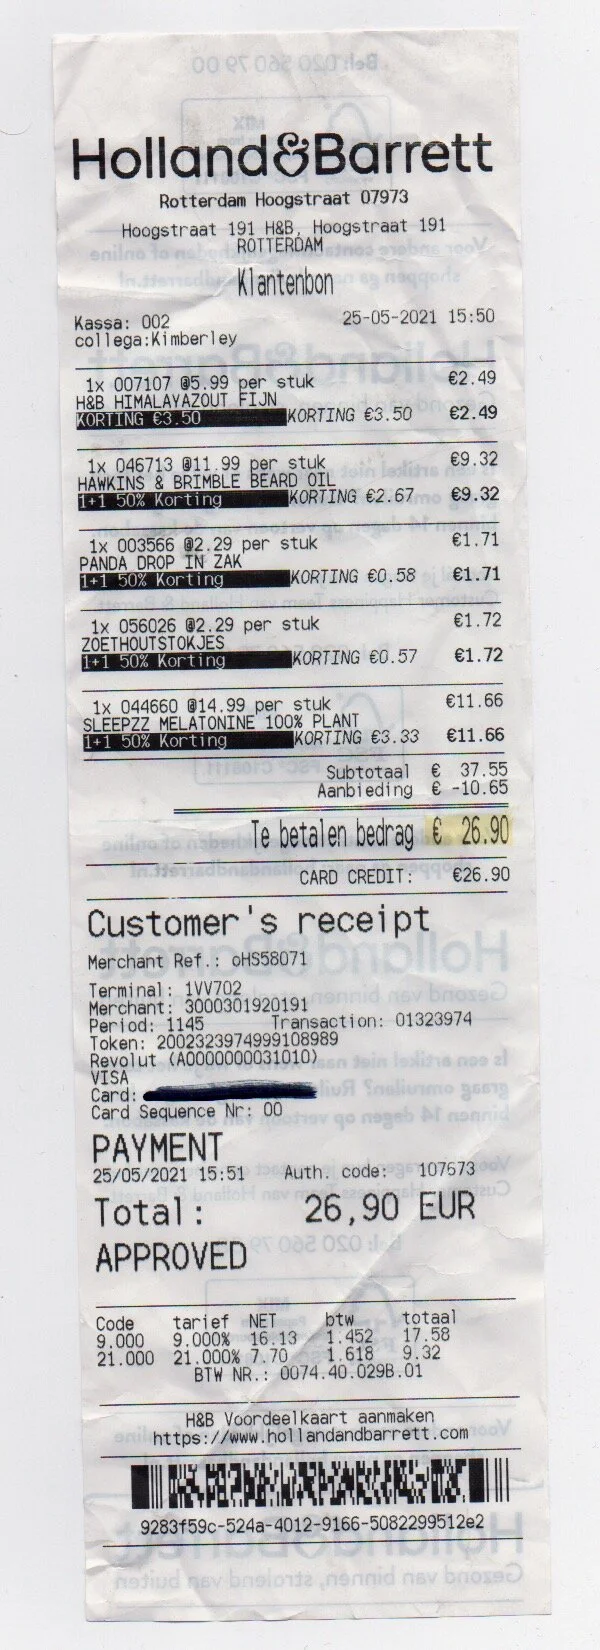 Holland&Barrett
Rotterdam Hoogstraat 07973
Hoogstraat 191 H&B, Hoogstraat 191
ROTTERDAM
Klantenbon
Kassa: 002 25-05-2021 15:50
collega:Kimberley
1x 007107 @5.99 per stuk €2.49
H&B HIMALAYAZOUT FIJN
KORTING €3.50 KORTING €3.50 €2.49
1x 046713 @11.99 per stuk €9.32
HAWKINS & BRIMBLE BEARD OIL
1+1 50% Korting KORTING €2.67 €9.32
1x 003566 @2.29 per stuk €1.71
PANDA DROP IN ZAK
1+1 50% Korting KORTING €0.58 €1.71
1x 056026 @2.29 per stuk €1.72
ZOETHOUTSTOKJES
1+1 50% Korting KORTING €0.57 €1.72
1x 044660 @14.99 per stuk €11.66
SLEEPZZ MELATONINE 100% PLANT
1+1 50% Korting KORTING €3.33 €11.66
Subtotaal € 37.55
Aanbieding € -10.65
Te betalen bedrag € 26.90
CARD CREDIT: €26.90
Customer's receipt
Merchant Ref.: oHS58071
Terminal: 1VV702
Merchant: 3000301920191
Period: 1145 Transaction: 01323974
Token: 2002323974999108989
Revolut (A0000000031010)
VISA
Card:
Card Sequence Nr: 00
PAYMENT
25/05/2021 15:51 Auth. code: 107673
Total: 26,90 EUR
APPROVED
Code tarief NET btw totaal
9.000 9.000% 16.13 1.452 17.58
21.000 21.000% 7.70 1.618 9.32
BTW NR.: 0074.40.029B.01
H&B Voordeelkaart aanmaken
https://www.hollandandbarrett.com
9283f59c-524a-4012-9166-5082299512e2